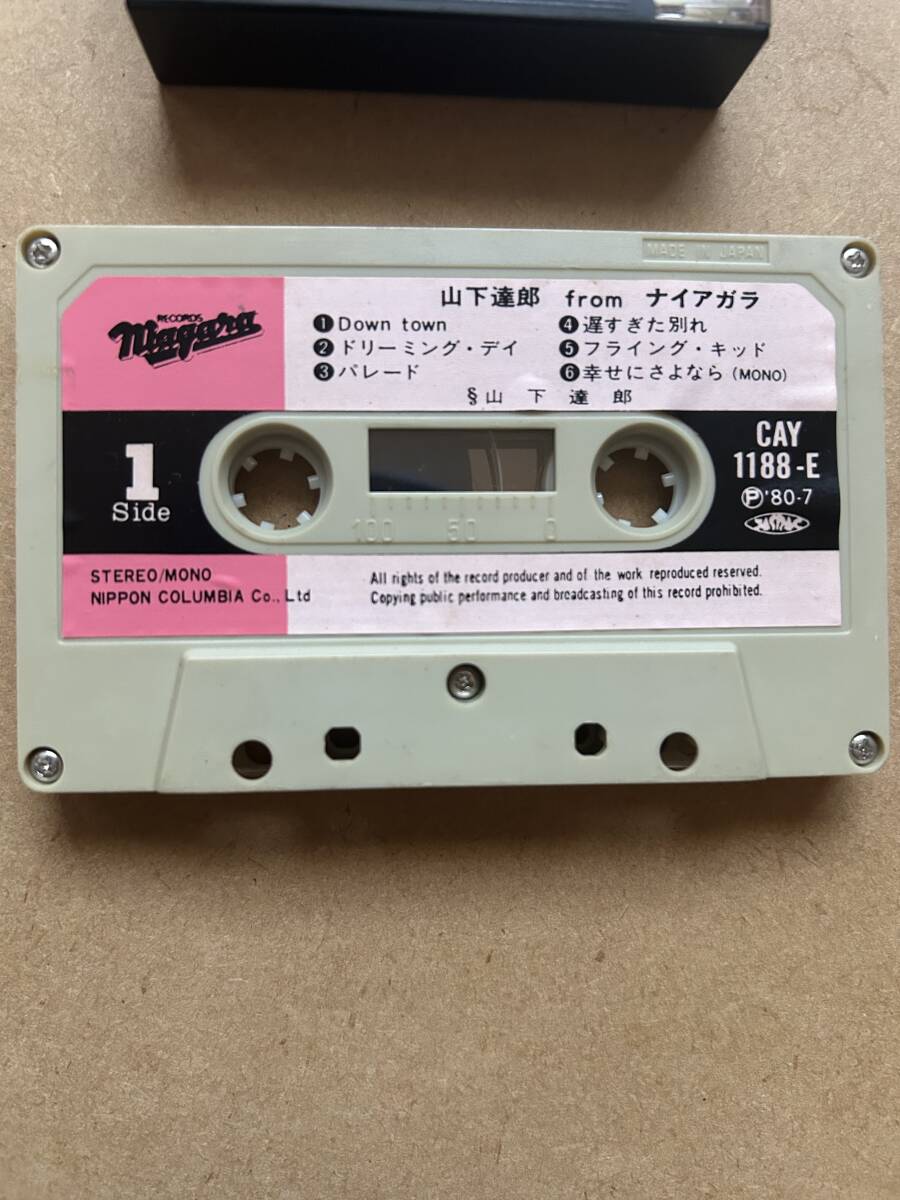 MADE IN JAPAN
RECORDS
Niagara
山下達郎 from ナイアガラ
❶Down town
❷ドリーミング・デイ
❸パレード
❹遅すぎた別れ
❺フライング・キッド
❻幸せにさよなら(MONO)
§山下達郎
1
Side
CAY
1188-E
Ⓟ'80-7
100 50 0
STEREO/MONO
NIPPON COLUMBIA Co., Ltd
All rights of the record producer and of the work reproduced reserved.
Copying public performance and broadcasting of this record prohibited.